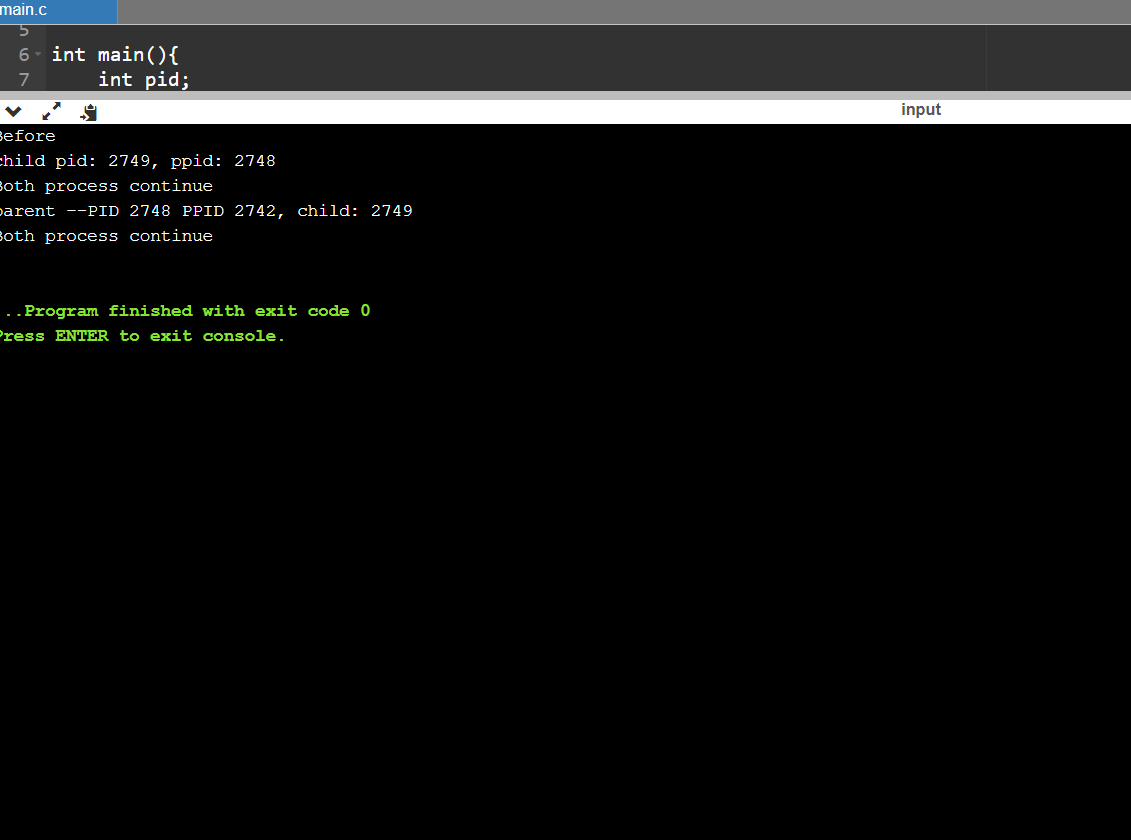 main.c
5
6 int main(){
7 int pid;
input
Before
child pid: 2749, ppid: 2748
Both process continue
parent --PID 2748 PPID 2742, child: 2749
Both process continue
..Program finished with exit code 0
Press ENTER to exit console.